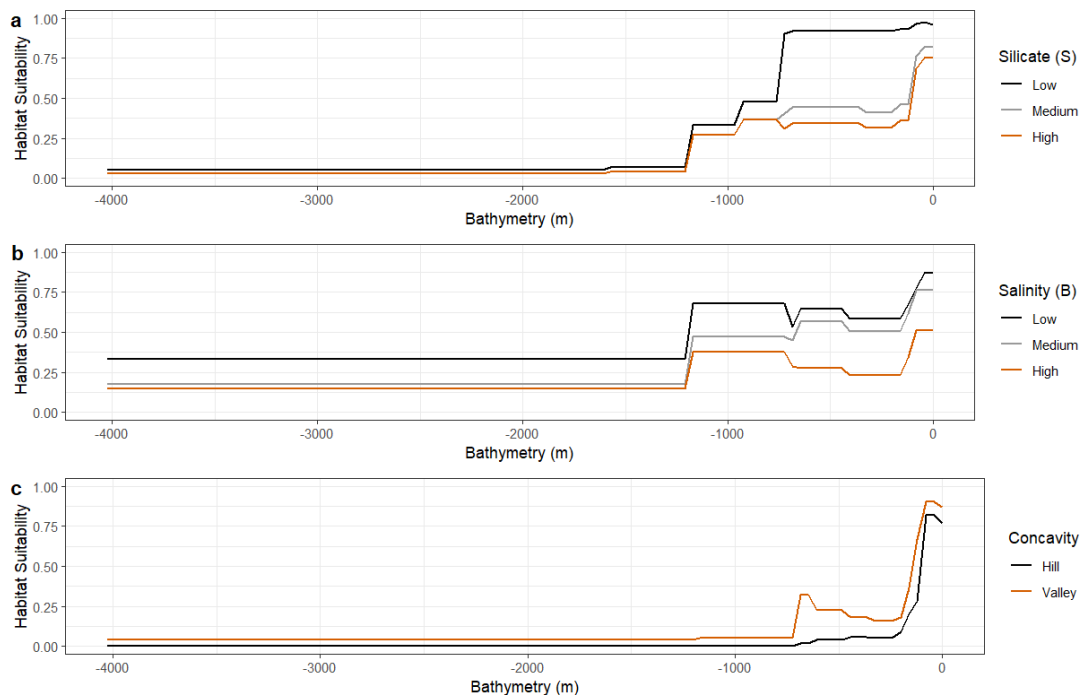 a
1.00
0.75
0.50
0.25
0.00
Habitat Suitability
-4000 -3000 -2000 -1000 0
Bathymetry (m)
Silicate (S)
Low
Medium
High
b
1.00
0.75
0.50
0.25
0.00
Habitat Suitability
-4000 -3000 -2000 -1000 0
Bathymetry (m)
Salinity (B)
Low
Medium
High
c
1.00
0.75
0.50
0.25
0.00
Habitat Suitability
-4000 -3000 -2000 -1000 0
Bathymetry (m)
Concavity
Hill
Valley